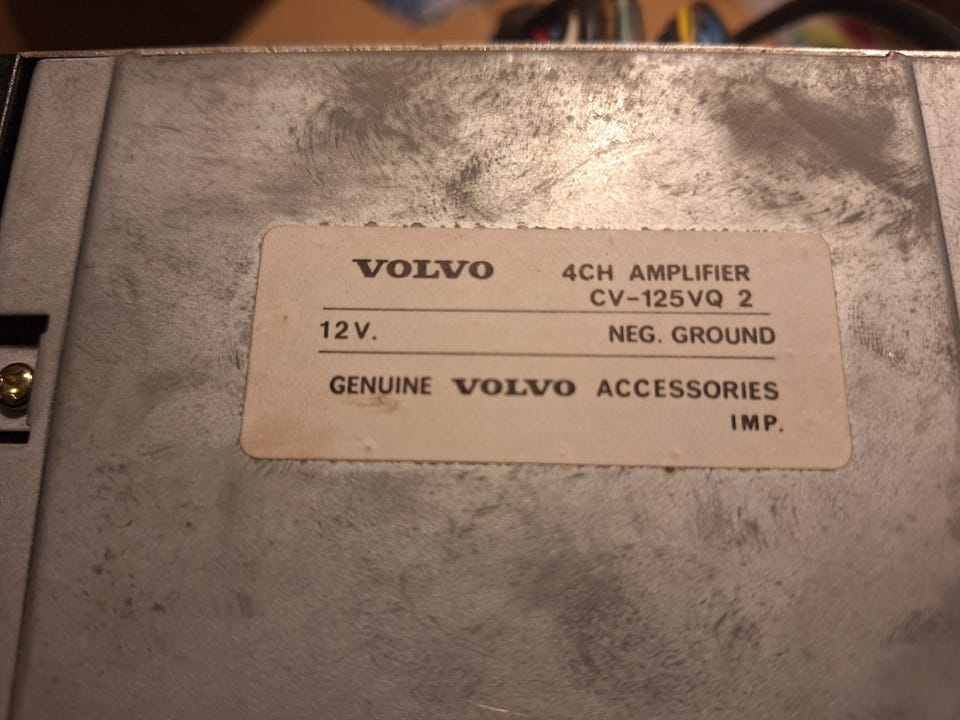 VOLVO 4CH AMPLIFIER
CV-125VQ 2
12V. NEG. GROUND
GENUINE VOLVO ACCESSORIES
IMP.